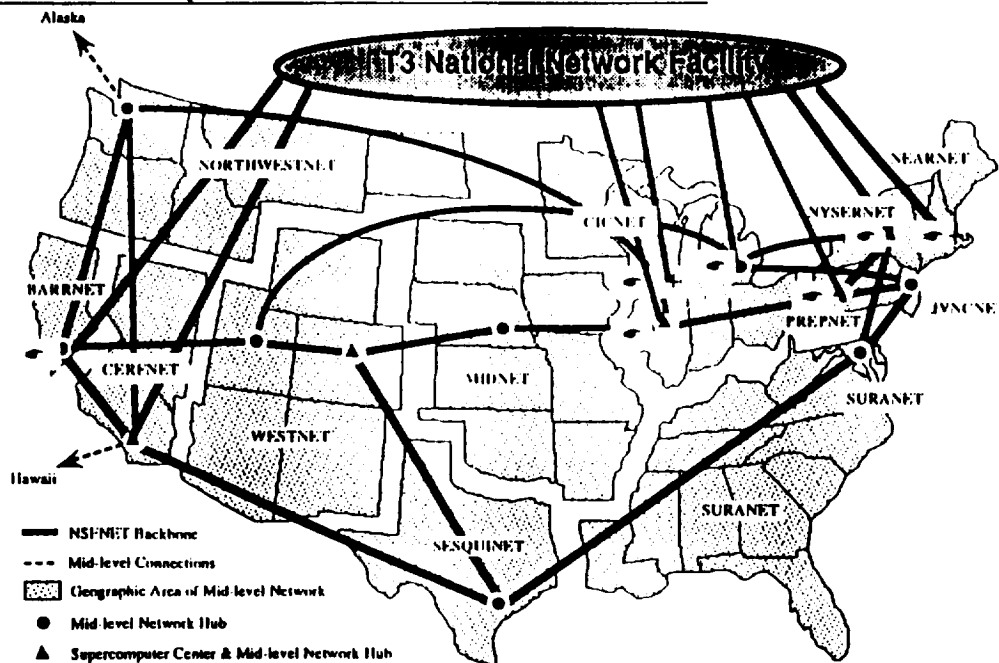 Alaska
T3 National Network Facility
NORTHWESTNET
NEARNET
CICNET
NYSERNET
BARRNET
JVNCNE
PREPNET
CERFNET
MIDNET
SURANET
WESTNET
Hawaii
SURANET
SESQUINET
NSFNET Backbone
Mid-level Connections
Geographic Area of Mid-level Network
Mid-level Network Hub
Supercomputer Center & Mid-level Network Hub